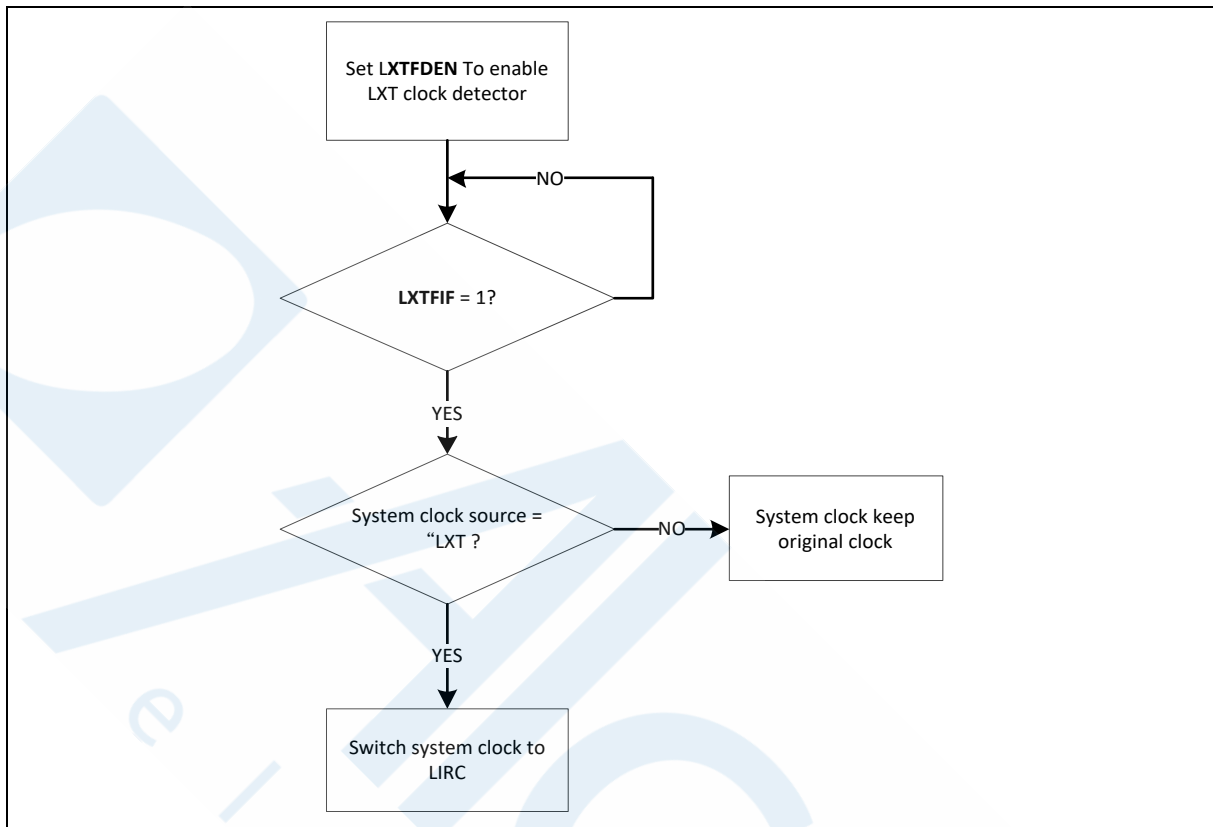 Set LXTFDEN To enable
LXT clock detector
NO
LXTFIF = 1?
YES
System clock source =
“LXT ?
NO
System clock keep
original clock
YES
Switch system clock to
LIRC
e